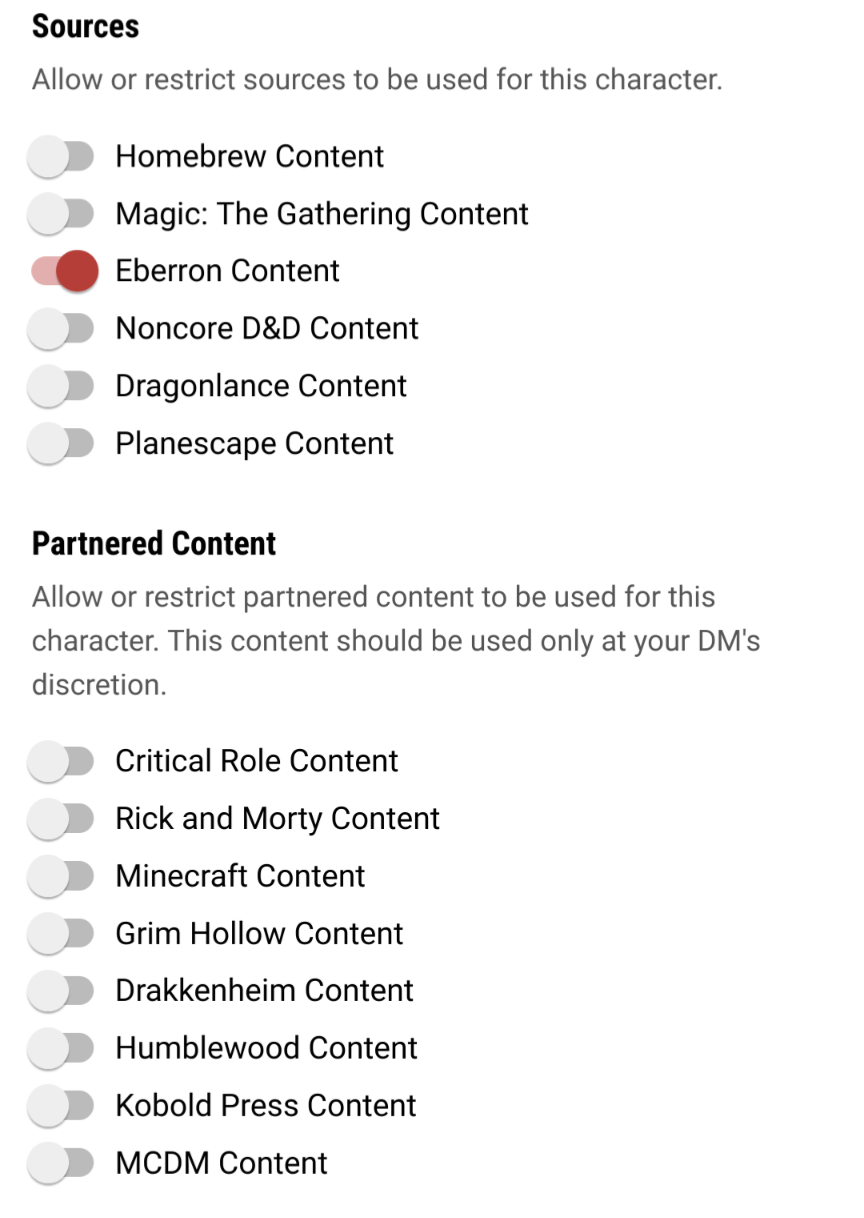 Sources
Allow or restrict sources to be used for this character.
Homebrew Content
Magic: The Gathering Content
Eberron Content
Noncore D&D Content
Dragonlance Content
Planescape Content
Partnered Content
Allow or restrict partnered content to be used for this
character. This content should be used only at your DM's
discretion.
Critical Role Content
Rick and Morty Content
Minecraft Content
Grim Hollow Content
Drakkenheim Content
Humblewood Content
Kobold Press Content
MCDM Content